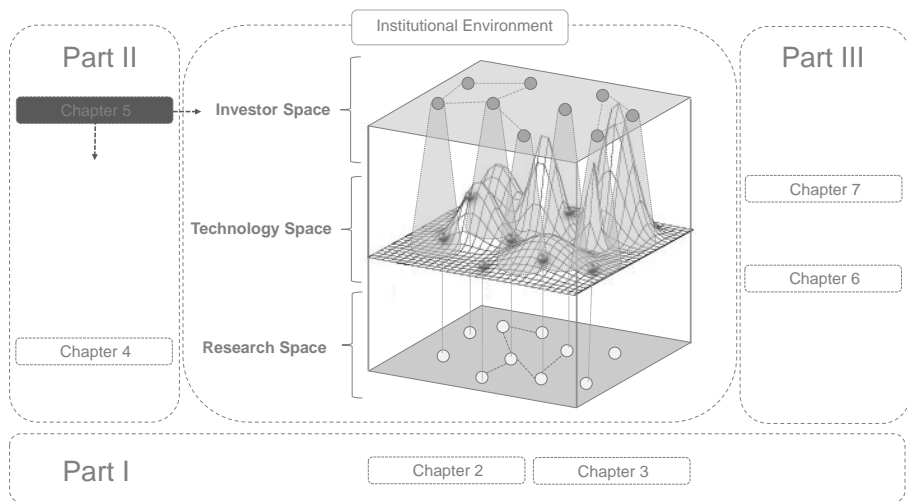 Institutional Environment
Part II
Part III
Chapter 5
Investor Space
Chapter 7
Technology Space
Chapter 6
Research Space
Chapter 4
Part I
Chapter 2
Chapter 3